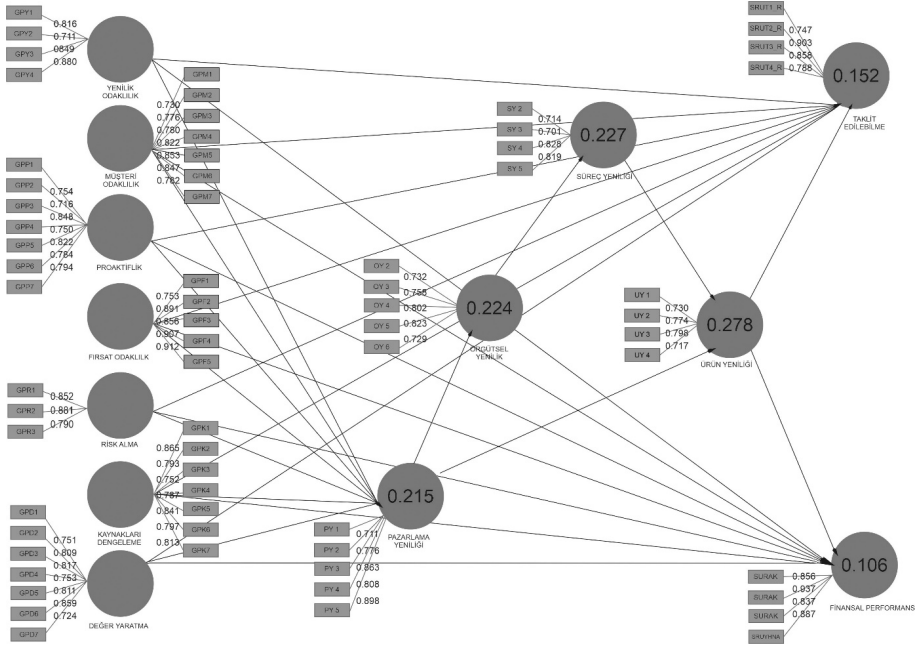 GPY1
GPY2
GPY3
GPY4
0.816
0.711
0849
0.880
YENİLİK
ODAKLILIK
GPM1
GPM2
GPM3
GPM4
GPM5
GPM6
GPM7
0.730
0.776
0.780
0.822
0.853
0.847
0.782
MÜŞTERİ
ODAKLILIK
GPP1
GPP2
GPP3
GPP4
GPP5
GPP6
GPP7
0.754
0.716
0.848
0.750
0.822
0.784
0.794
PROAKTİFLİK
GPF1
GPF2
GPF3
GPF4
GPF5
0.753
0.891
0.856
0.907
0.912
FIRSAT ODAKLILK
GPR1
GPR2
GPR3
0.852
0.881
0.790
RİSK ALMA
GPK1
GPK2
GPK3
GPK4
GPK5
GPK6
GPK7
0.865
0.793
0.752
0.787
0.841
0.797
0.813
KAYNAKLARI
DENGELEME
GPD1
GPD2
GPD3
GPD4
GPD5
GPD6
GPD7
0.751
0.809
0.817
0.753
0.811
0.859
0.724
DEĞER YARATMA
SY 2
SY 3
SY 4
SY 5
0.714
0.701
0.828
0.819
0.227
SÜREÇ YENİLİĞİ
OY 2
OY 3
OY 4
OY 5
OY 6
0.732
0.758
0.802
0.823
0.729
0.224
ÖRGÜTSEL
YENİLİK
PY 1
PY 2
PY 3
PY 4
PY 5
0.711
0.776
0.863
0.808
0.898
0.215
PAZARLAMA
YENİLİĞİ
UY 1
UY 2
UY 3
UY 4
0.730
0.774
0.798
0.717
0.278
ÜRÜN YENİLİĞİ
SRUT1_R
SRUT2_R
SRUT3_R
SRUT4_R
0.747
0.903
0.858
0.788
0.152
TAKLİT
EDİLEBİLME
SURAK
SURAK
SURAK
0.856
0.937
0.837
0.887
0.106
FİNANSAL PERFORMANS